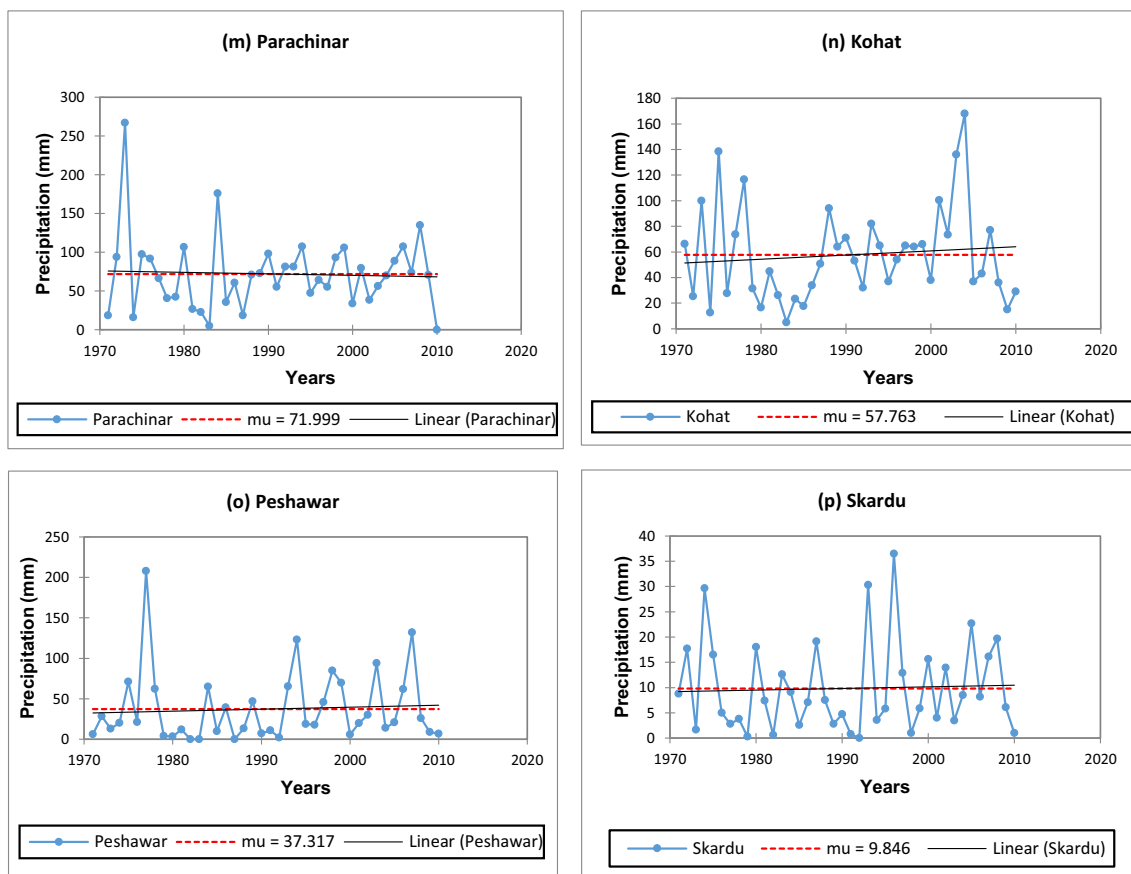 (m) Parachinar
Precipitation (mm)
300
250
200
150
100
50
0
1970 1980 1990 2000 2010 2020
Years
Parachinar mu = 71.999 Linear (Parachinar)
(n) Kohat
Precipitation (mm)
180
160
140
120
100
80
60
40
20
0
1970 1980 1990 2000 2010 2020
Years
Kohat mu = 57.763 Linear (Kohat)
(o) Peshawar
Precipitation (mm)
250
200
150
100
50
0
1970 1980 1990 2000 2010 2020
Years
Peshawar mu = 37.317 Linear (Peshawar)
(p) Skardu
Precipitation (mm)
40
35
30
25
20
15
10
5
0
1970 1980 1990 2000 2010 2020
Years
Skardu mu = 9.846 Linear (Skardu)